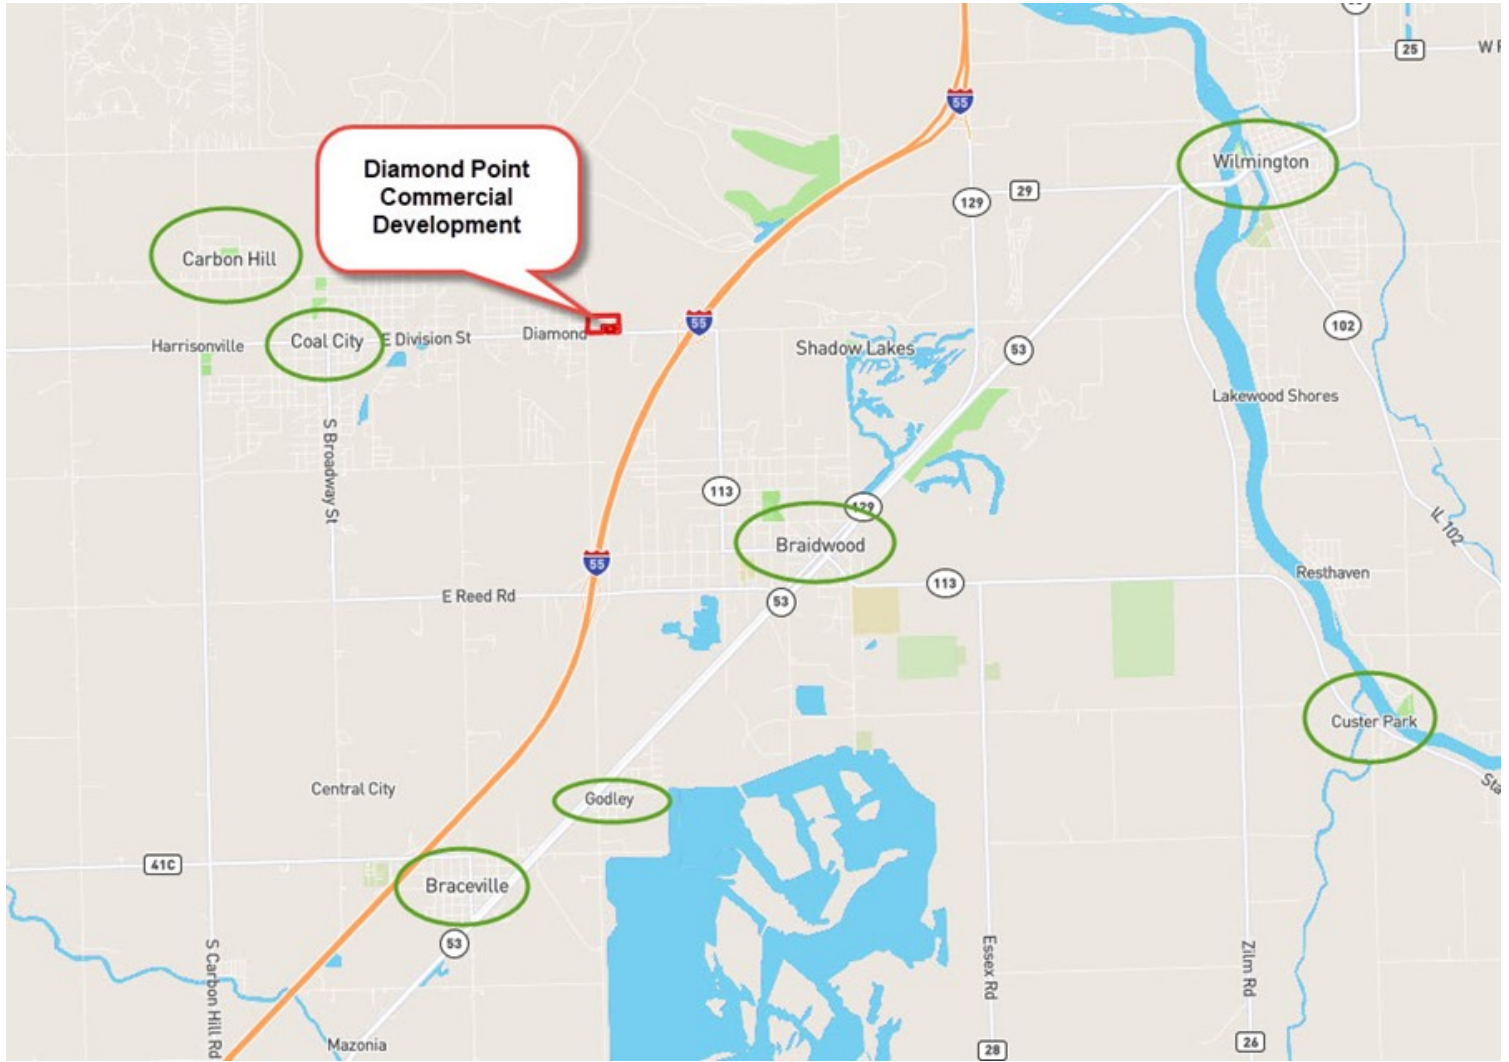 25
W
55
Diamond Point
Commercial
Development
Wilmington
29
129
Carbon Hill
55
102
Harrisonville
Coal City
E Division St
Diamond
Shadow Lakes
53
Lakewood Shores
S Broadway St
113
129
IL 102
Braidwood
55
Resthaven
113
E Reed Rd
53
Custer Park
Central City
Godley
41C
Braceville
53
S Carbon Hill Rd
Essex Rd
Zilm Rd
Mazonia
28
26